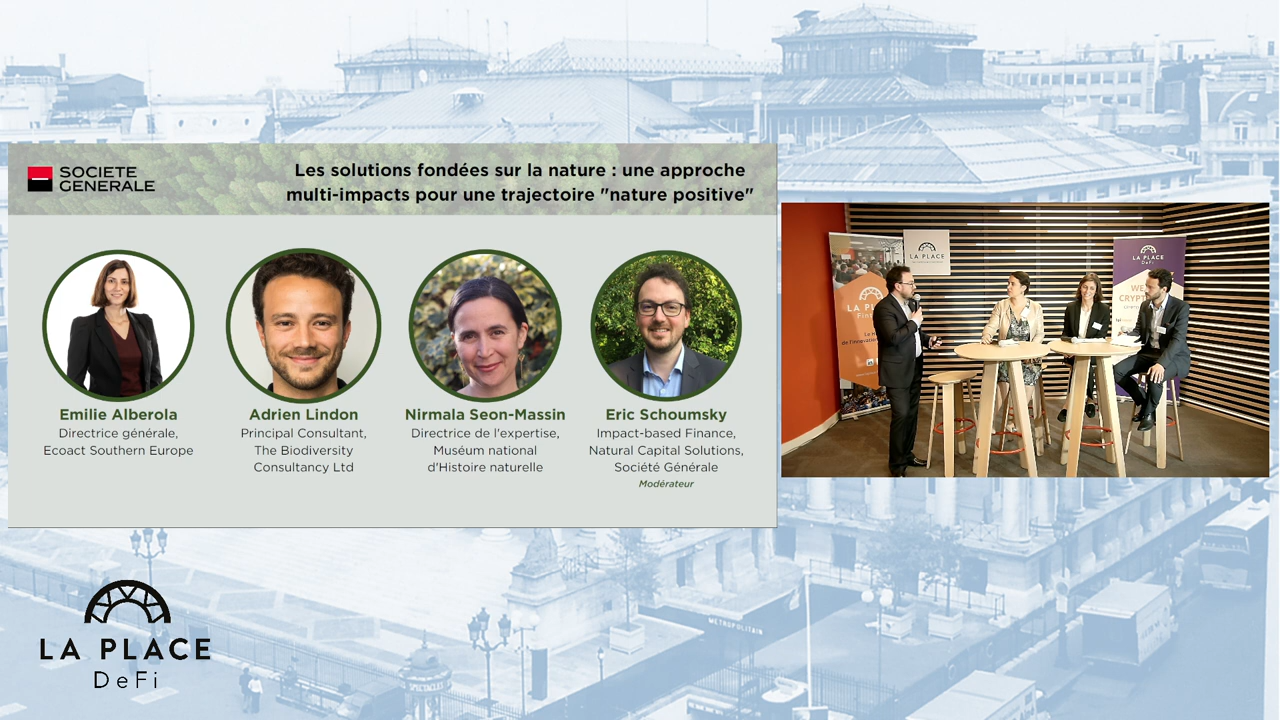 SOCIETE
GENERALE
Les solutions fondées sur la nature : une approche
multi-impacts pour une trajectoire "nature positive"
Emilie Alberola
Directrice générale,
Ecoact Southern Europe
Adrien Lindon
Principal Consultant,
The Biodiversity
Consultancy Ltd
Nirmala Seon-Massin
Directrice de l'expertise,
Muséum national
d'Histoire naturelle
Eric Schoumsky
Impact-based Finance,
Natural Capital Solutions,
Société Générale
Modérateur
LA PLACE
LA PLACE
DeFi
LA PLACE
WE
CRYPT
METROPOLITAIN
SPECTACLES
LA PLACE
DeFi